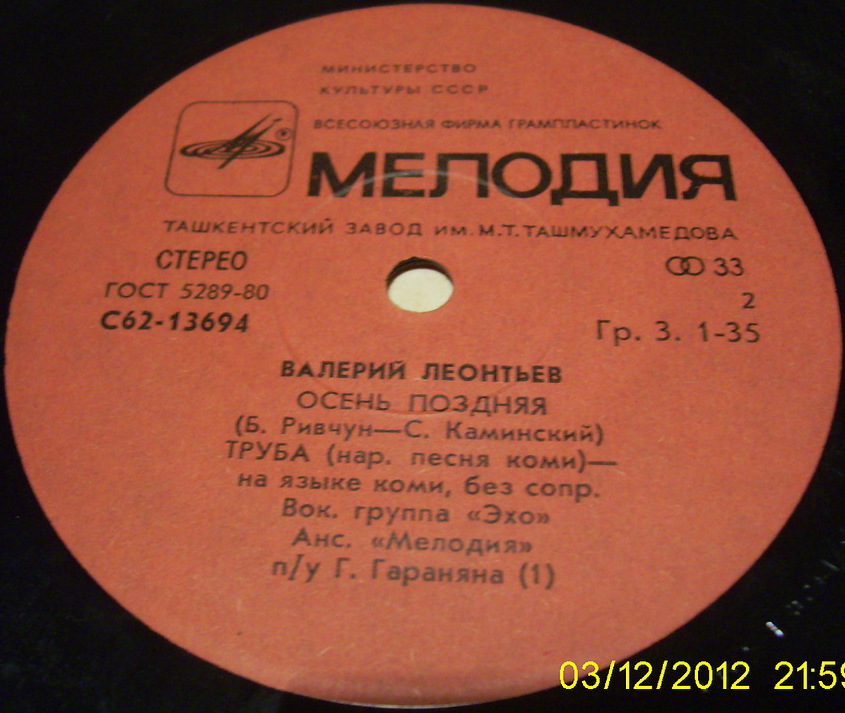 МИНИСТЕРСТВО
КУЛЬТУРЫ СССР
ВСЕСОЮЗНАЯ ФИРМА ГРАМПЛАСТИНОК
МЕЛОДИЯ
ТАШКЕНТСКИЙ ЗАВОД ИМ. М.Т. ТАШМУХАМЕДОВА
СТЕРЕО
33
ГОСТ 5289-80
2
С62-13694
Гр. 3. 1-35
ВАЛЕРИЙ ЛЕОНТЬЕВ
ОСЕНЬ ПОЗДНЯЯ
(Б. Ривчун—С. Каминский)
ТРУБА (нар. песня коми)—
на языке коми, без сопр.
Вок. группа «Эхо»
Анс. «Мелодия»
п/у Г. Гараняна (1)
03/12/2012 21:59